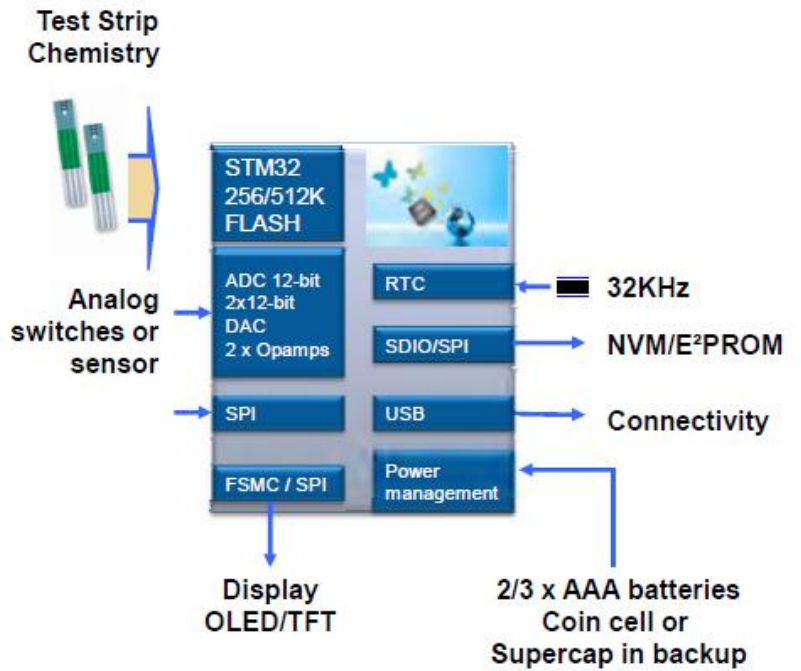 Test Strip
Chemistry
STM32
256/512K
FLASH
ADC 12-bit
2x12-bit
DAC
2 x Opamps
Analog
switches or
sensor
SPI
FSMC / SPI
RTC
SDIO/SPI
USB
Power
management
32KHz
NVM/E²PROM
Connectivity
Display
OLED/TFT
2/3 x AAA batteries
Coin cell or
Supercap in backup